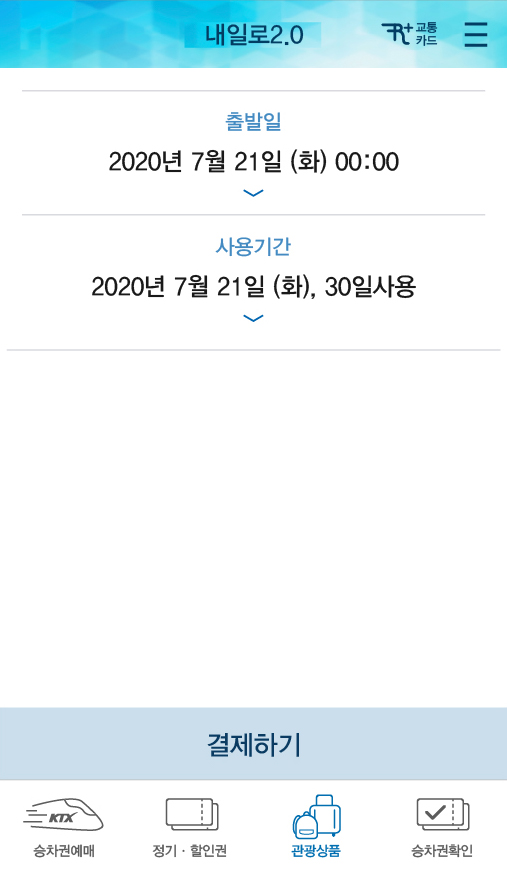 내일로2.0
R+ 교통
카드
출발일
2020년 7월 21일 (화) 00:00
사용기간
2020년 7월 21일 (화), 30일사용
결제하기
KTX
승차권예매
정기 · 할인권
관광상품
승차권확인